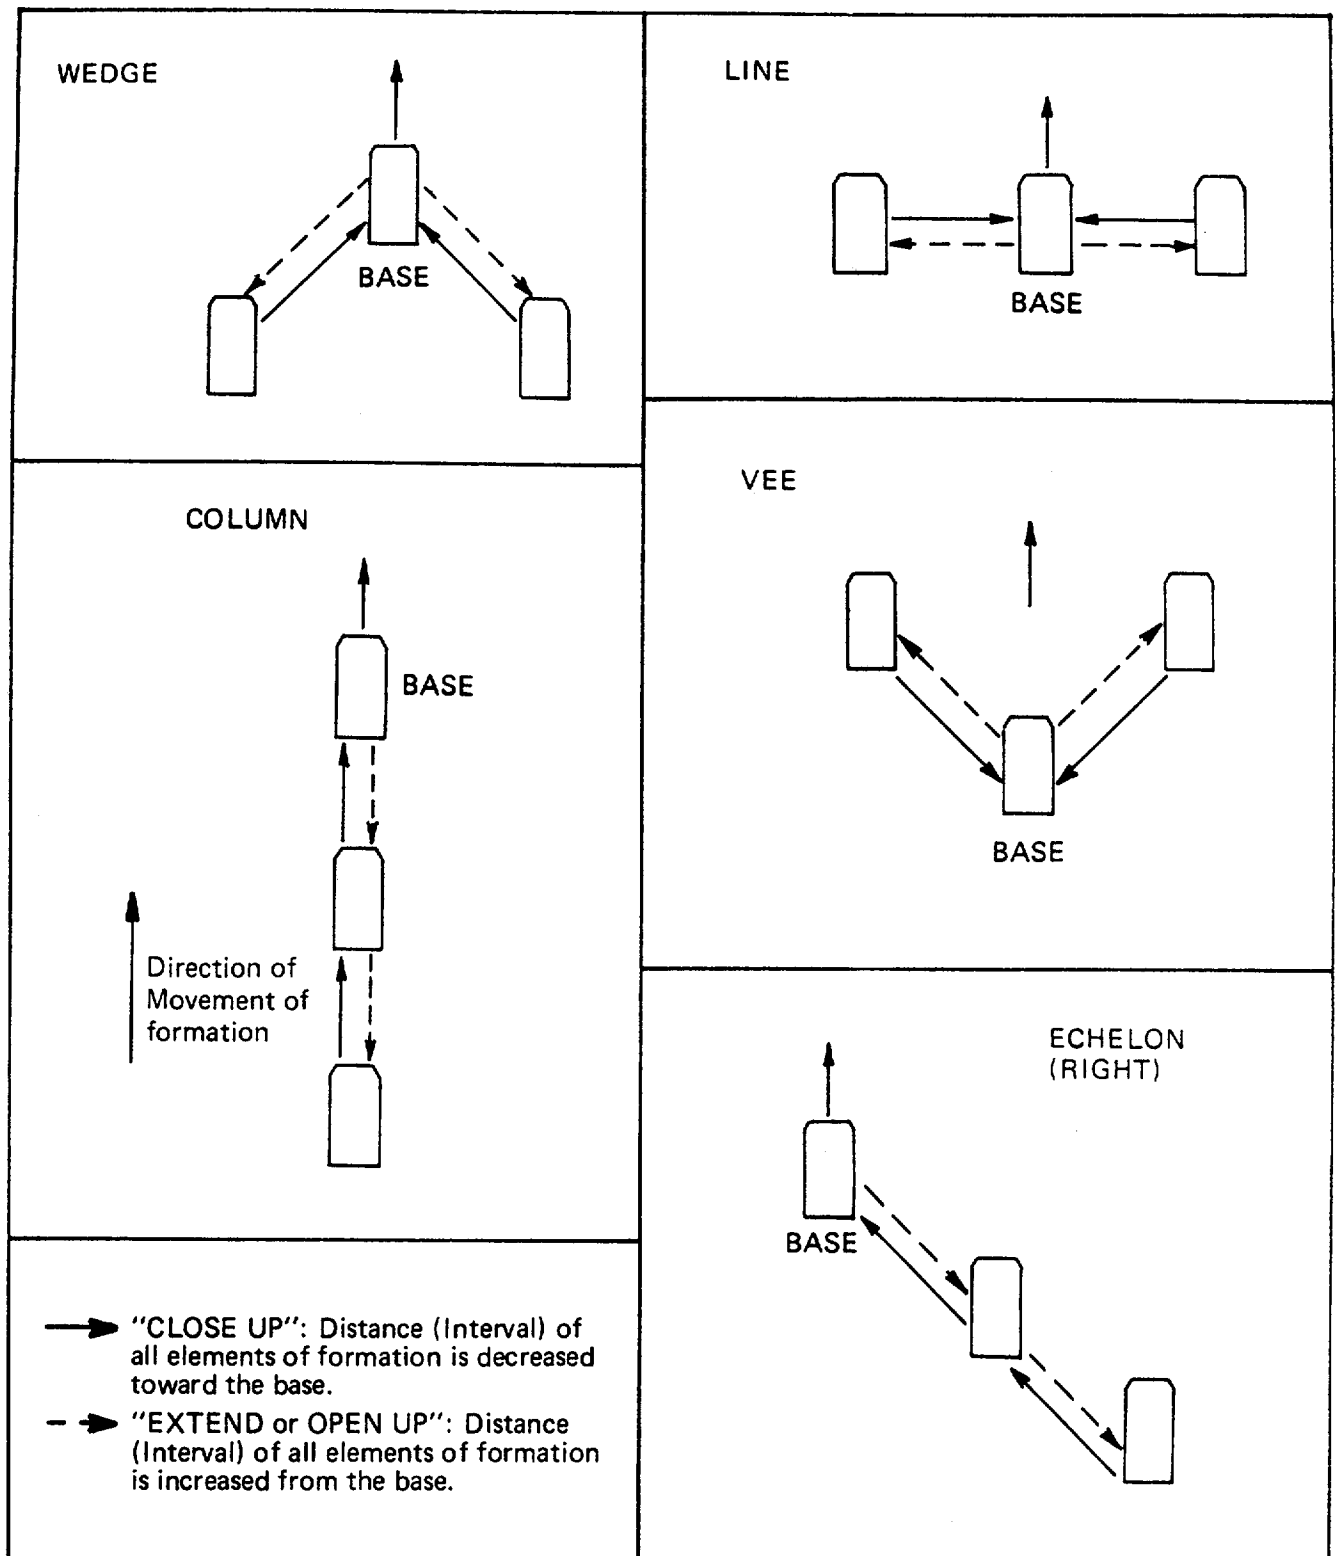 WEDGE
BASE
LINE
BASE
COLUMN
BASE
Direction of
Movement of
formation
VEE
BASE
ECHELON
(RIGHT)
BASE
"CLOSE UP": Distance (Interval) of
all elements of formation is decreased
toward the base.
"EXTEND or OPEN UP": Distance
(Interval) of all elements of formation
is increased from the base.